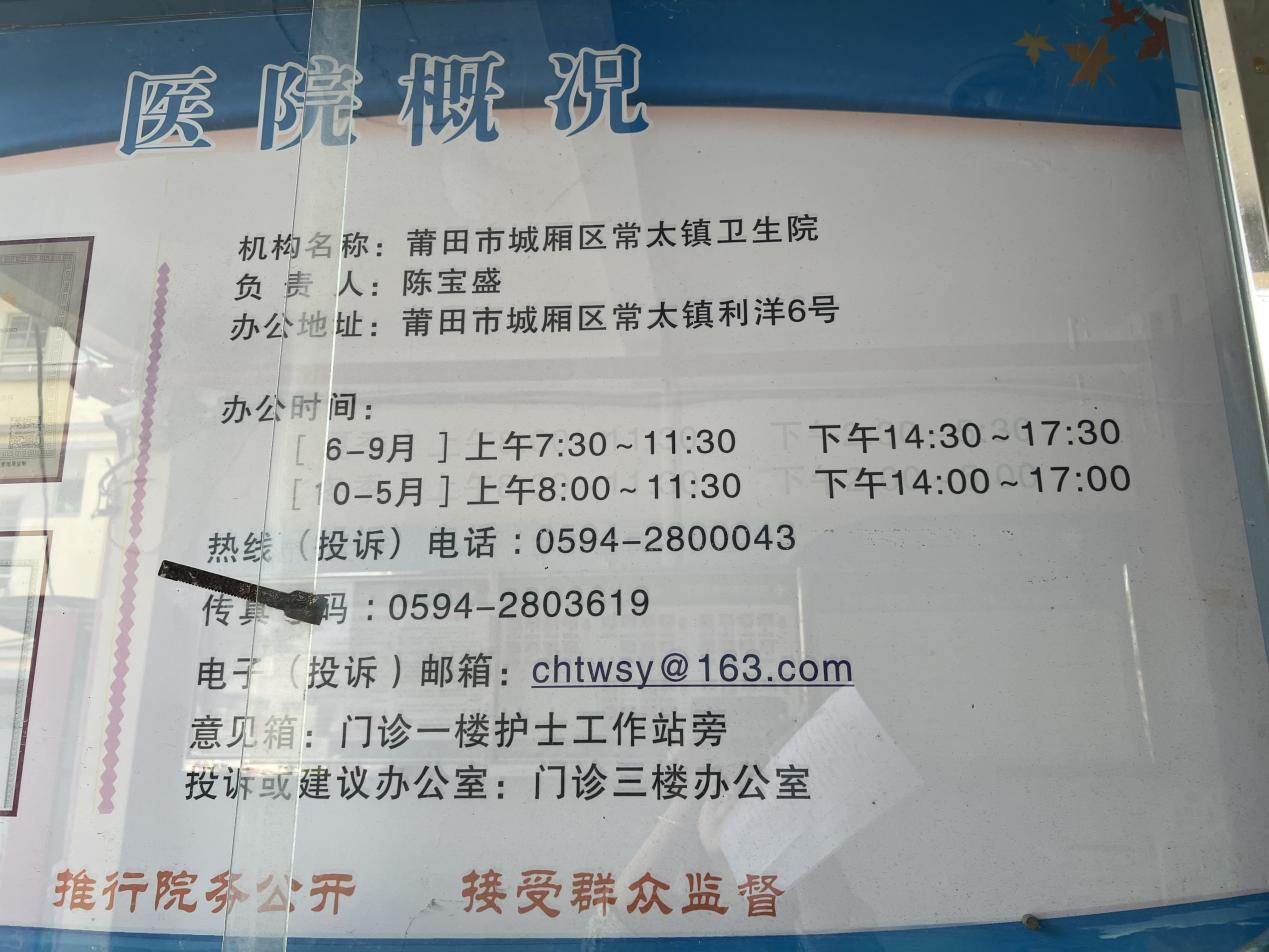 医院概况
机构名称：莆田市城厢区常太镇卫生院
负责人：陈宝盛
办公地址：莆田市城厢区常太镇利洋6号
办公时间：
[ 6-9月 ] 上午7:30～11:30 下午14:30～17:30
[ 10-5月 ] 上午8:00～11:30 下午14:00～17:00
热线（投诉）电话：0594-2800043
传真号码：0594-2803619
电子（投诉）邮箱：chtwsy@163.com
意见箱：门诊一楼护士工作站旁
投诉或建议办公室：门诊三楼办公室
推行院务公开 接受群众监督